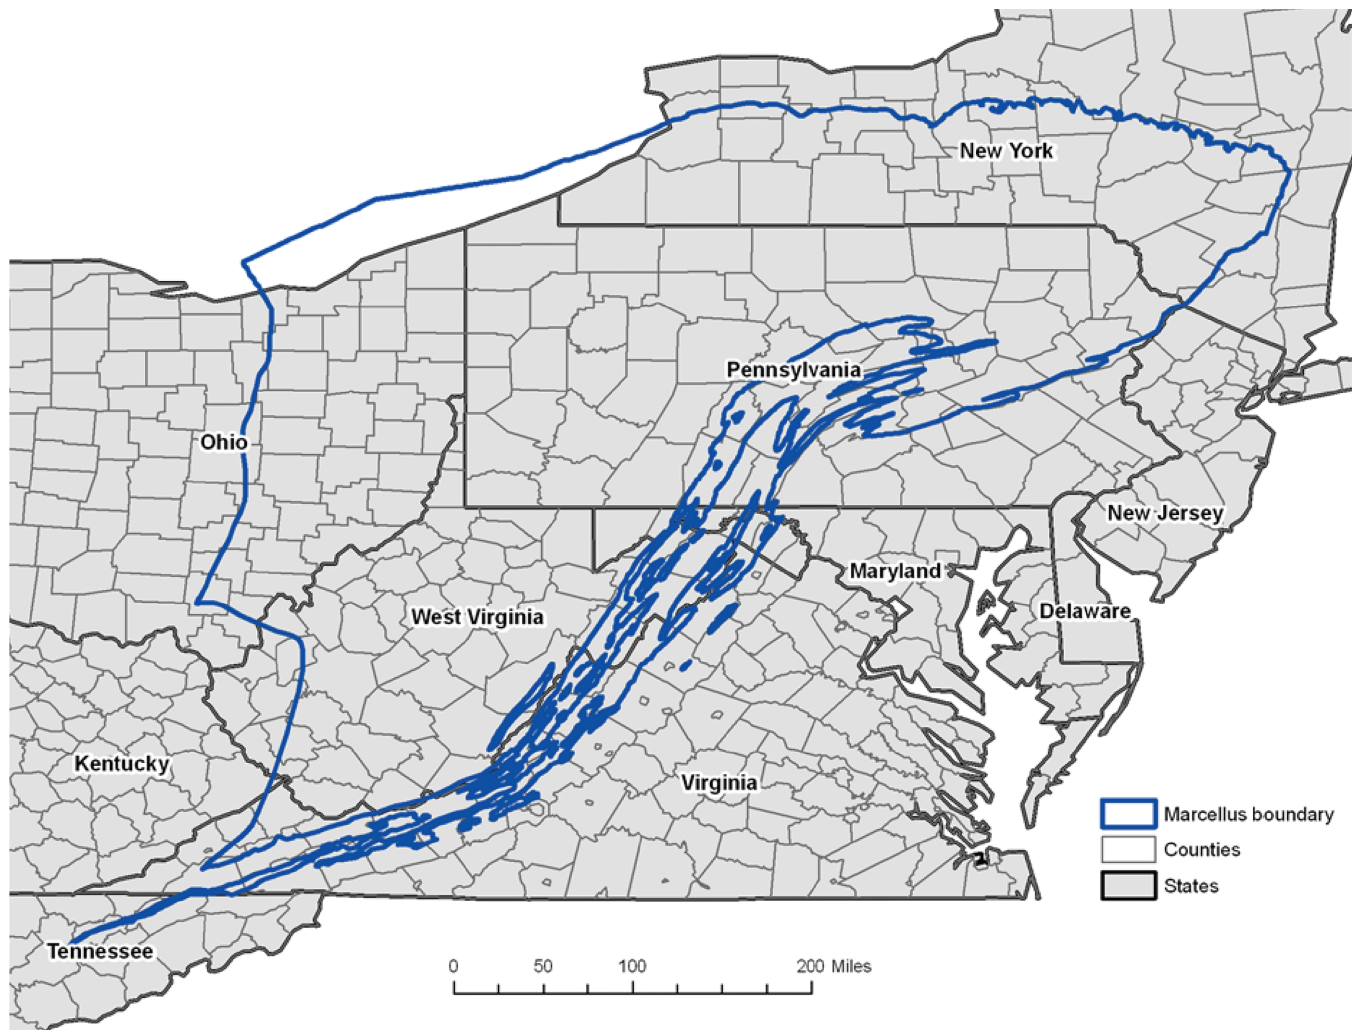 New York
Pennsylvania
Ohio
New Jersey
Maryland
Delaware
West Virginia
Kentucky
Virginia
Marcellus boundary
Counties
States
Tennessee
0 50 100 200 Miles